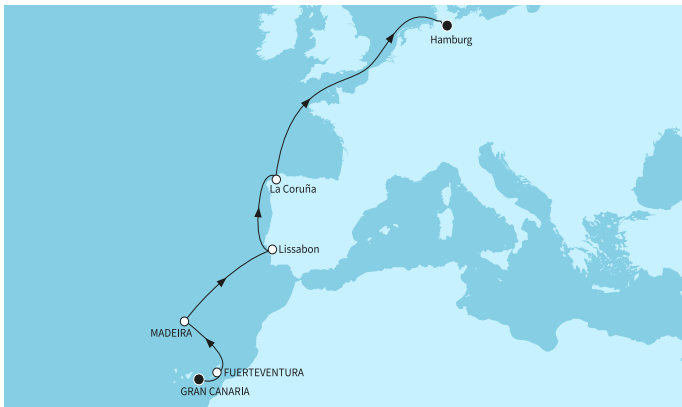 Hamburg
La Coruña
Lissabon
MADEIRA
FUERTEVENTURA
GRAN CANARIA